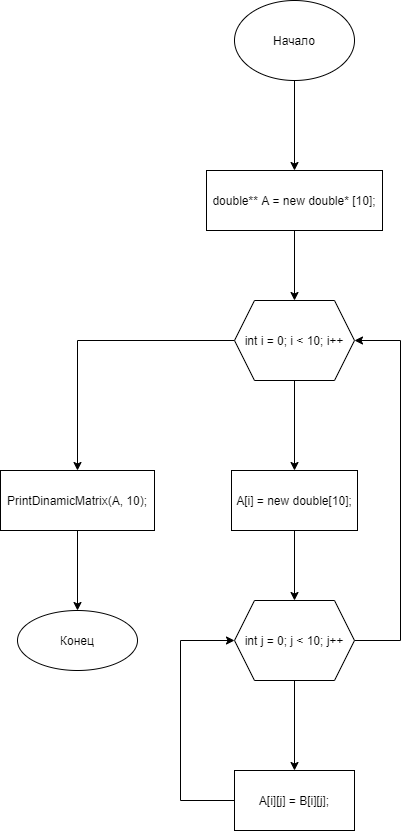 Начало
double** A = new double* [10];
int i = 0; i < 10; i++
PrintDinamicMatrix(A, 10);
A[i] = new double[10];
Конец
int j = 0; j < 10; j++
A[i][j] = B[i][j];